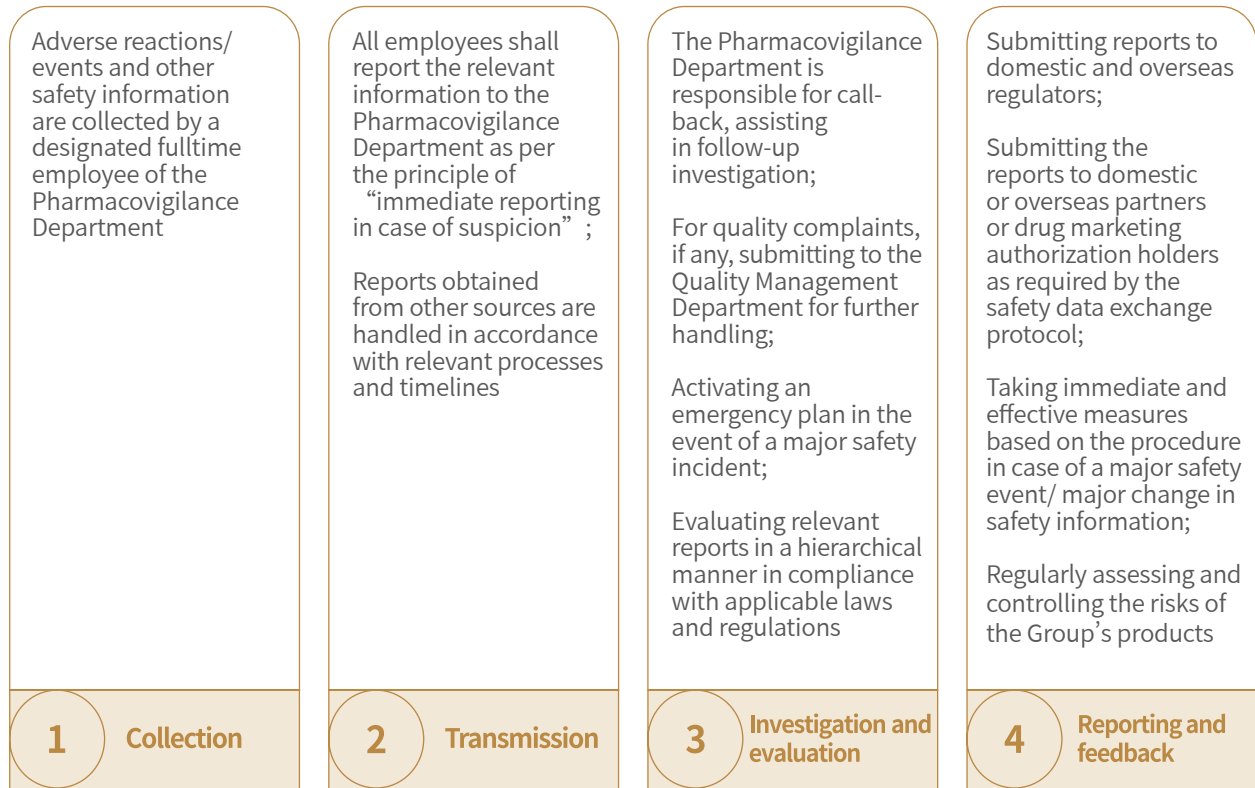 Adverse reactions/
events and other
safety information
are collected by a
designated fulltime
employee of the
Pharmacovigilance
Department
1
Collection
All employees shall
report the relevant
information to the
Pharmacovigilance
Department as per
the principle of
“immediate reporting
in case of suspicion”;
Reports obtained
from other sources are
handled in accordance
with relevant processes
and timelines
2
Transmission
The Pharmacovigilance
Department is
responsible for call-
back, assisting
in follow-up
investigation;
For quality complaints,
if any, submitting to the
Quality Management
Department for further
handling;
Activating an
emergency plan in the
event of a major safety
incident;
Evaluating relevant
reports in a hierarchical
manner in compliance
with applicable laws
and regulations
3
Investigation and
evaluation
Submitting reports to
domestic and overseas
regulators;
Submitting the
reports to domestic
or overseas partners
or drug marketing
authorization holders
as required by the
safety data exchange
protocol;
Taking immediate and
effective measures
based on the procedure
in case of a major safety
event/ major change in
safety information;
Regularly assessing and
controlling the risks of
the Group’s products
4
Reporting and
feedback